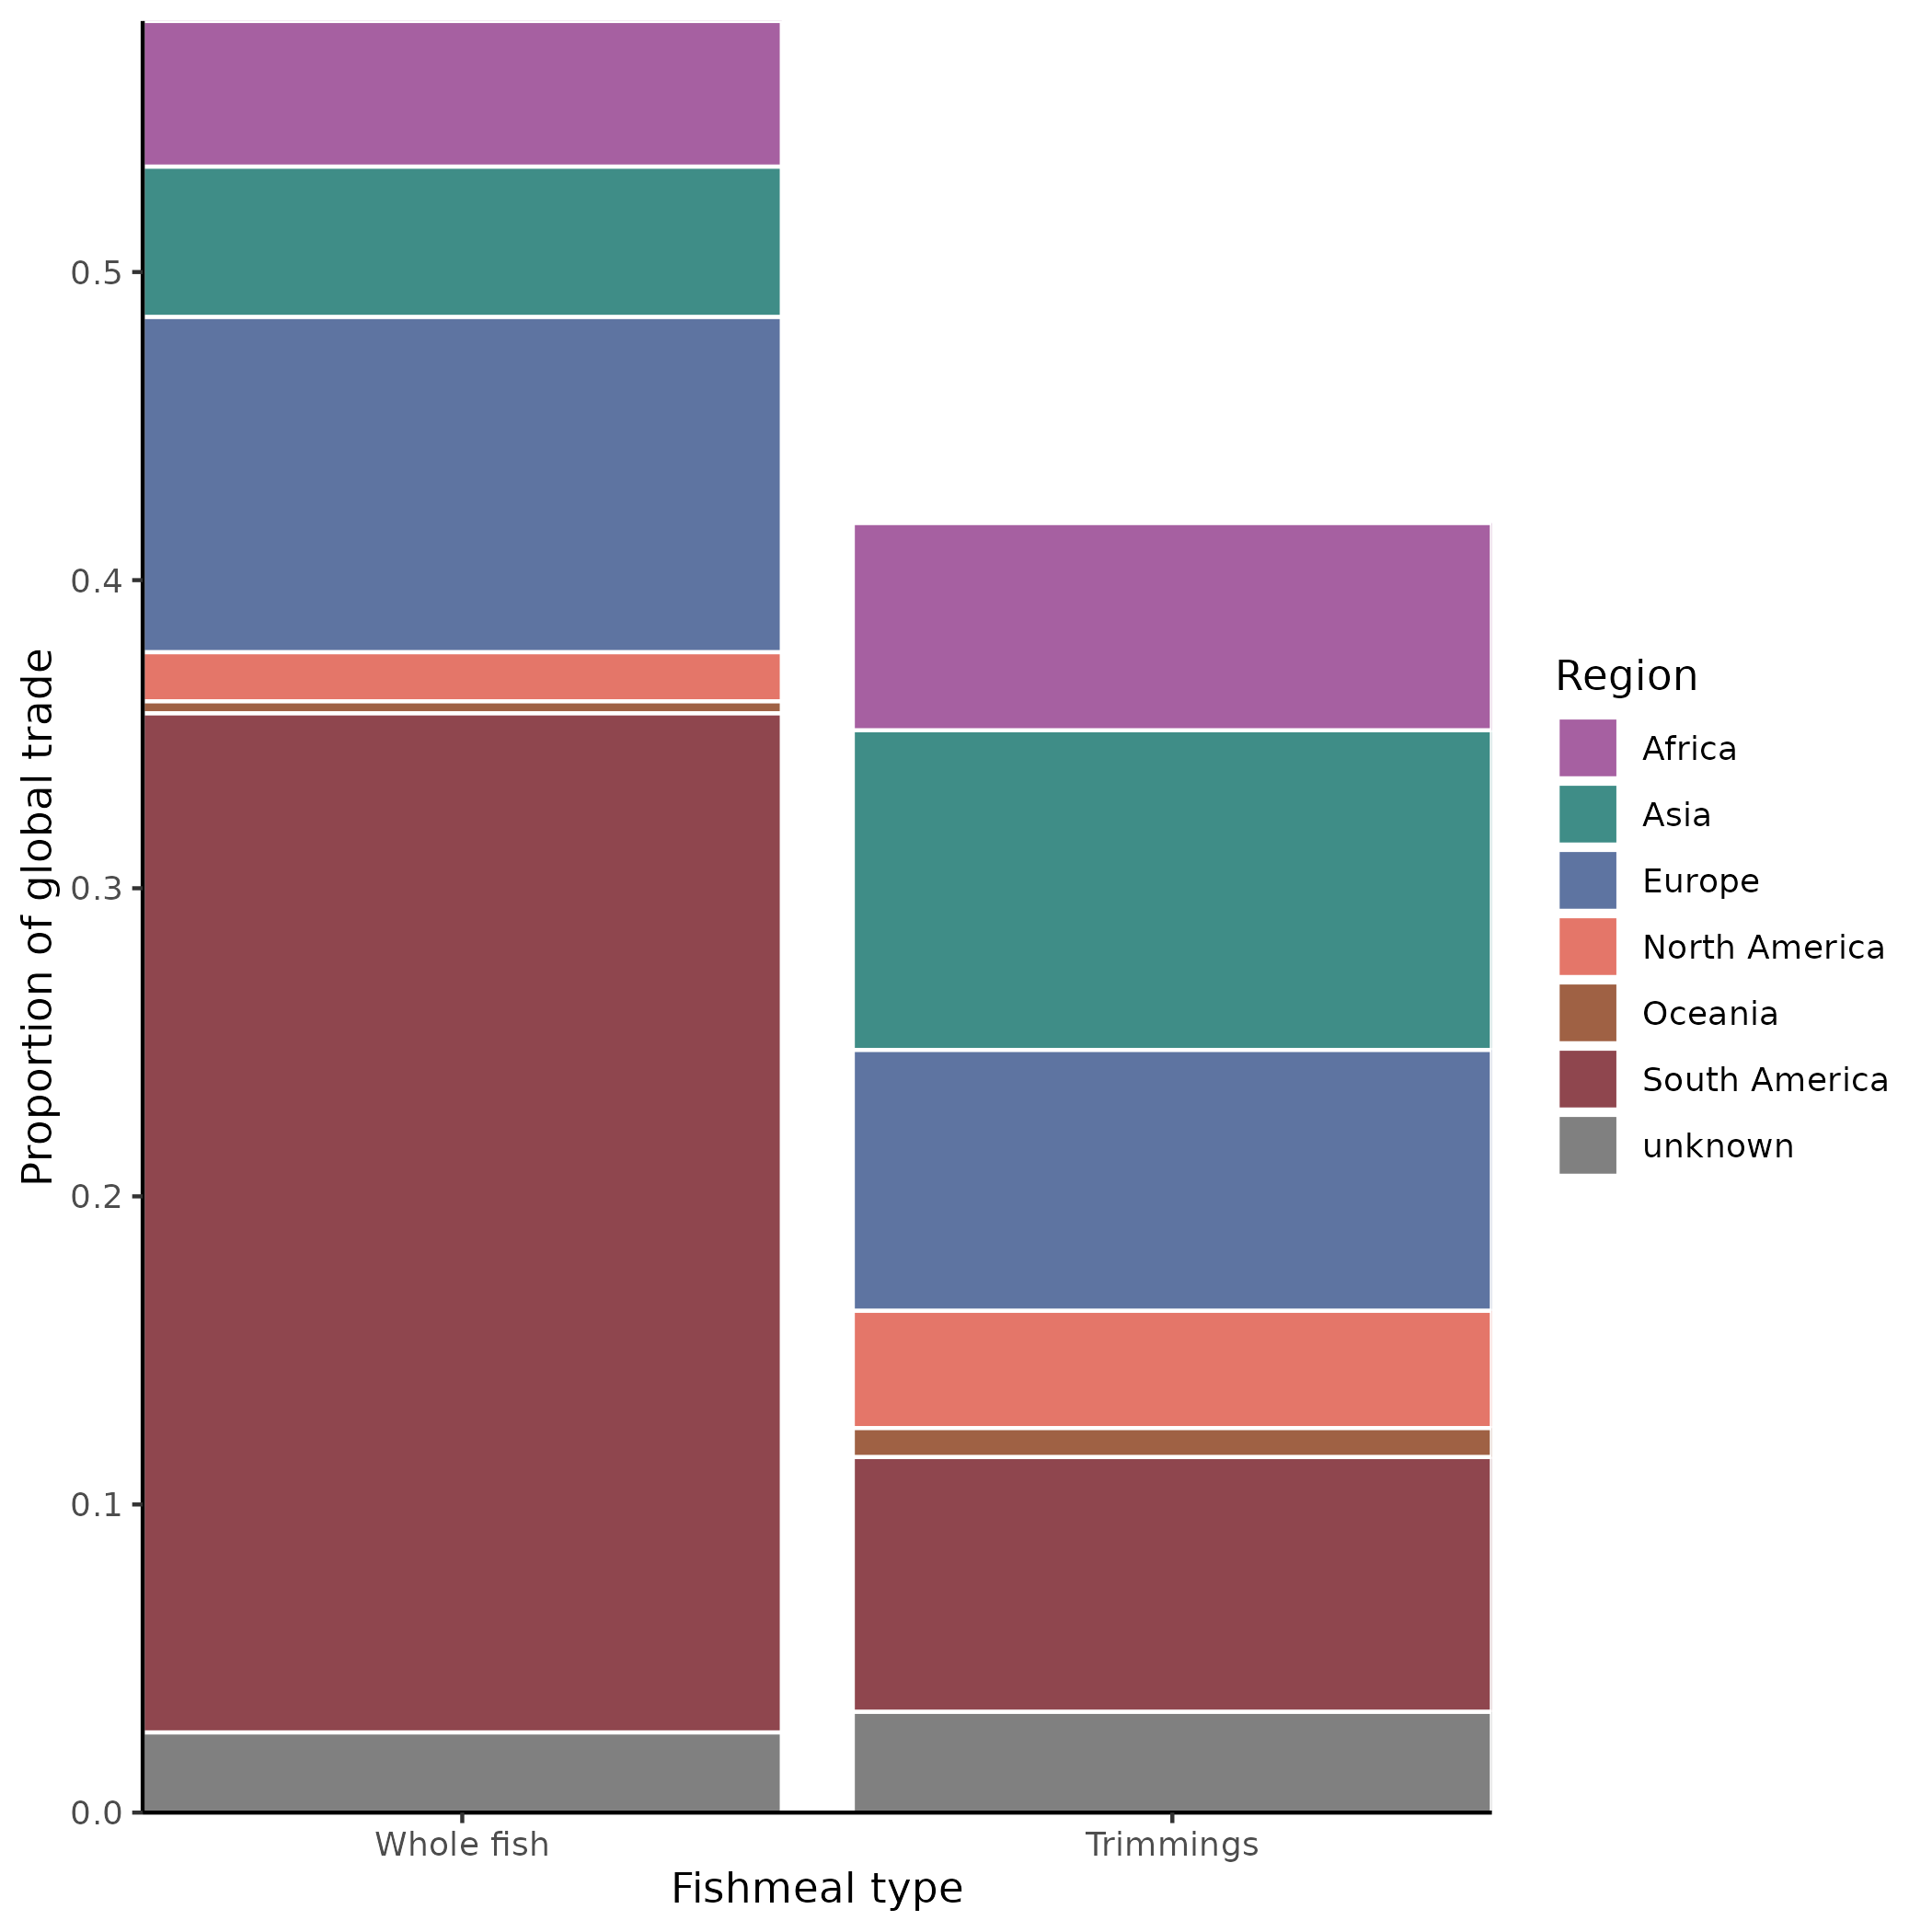 Proportion of global trade
0.5
0.4
0.3
0.2
0.1
0.0
Whole fish
Trimmings
Fishmeal type
Region
Africa
Asia
Europe
North America
Oceania
South America
unknown